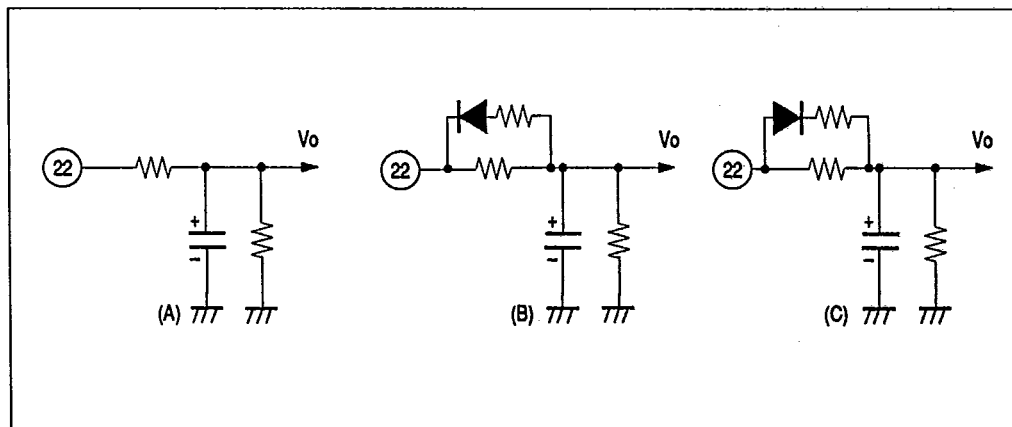 Vo Vo Vo
22 22 22
+ + +
− − −
(A) (B) (C)